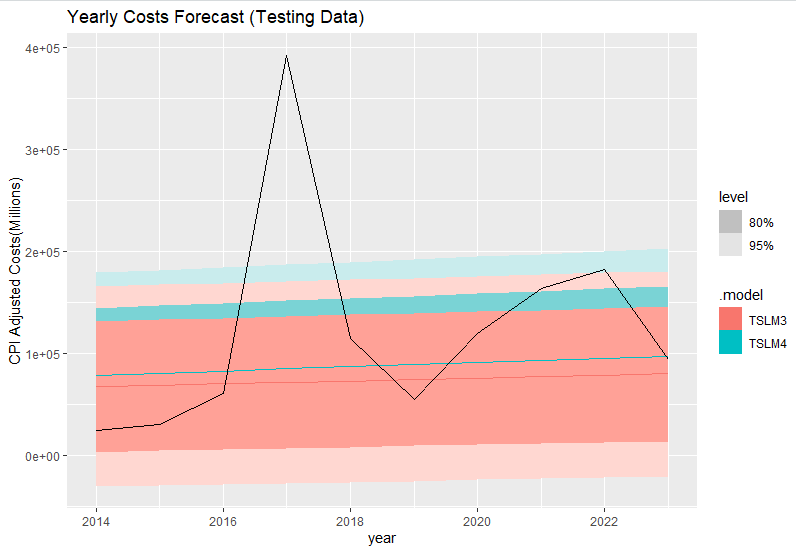 Yearly Costs Forecast (Testing Data)
4e+05
3e+05
2e+05
1e+05
0e+00
CPI Adjusted Costs(Millions)
2014 2016 2018 2020 2022
year
level
80%
95%
.model
TSLM3
TSLM4